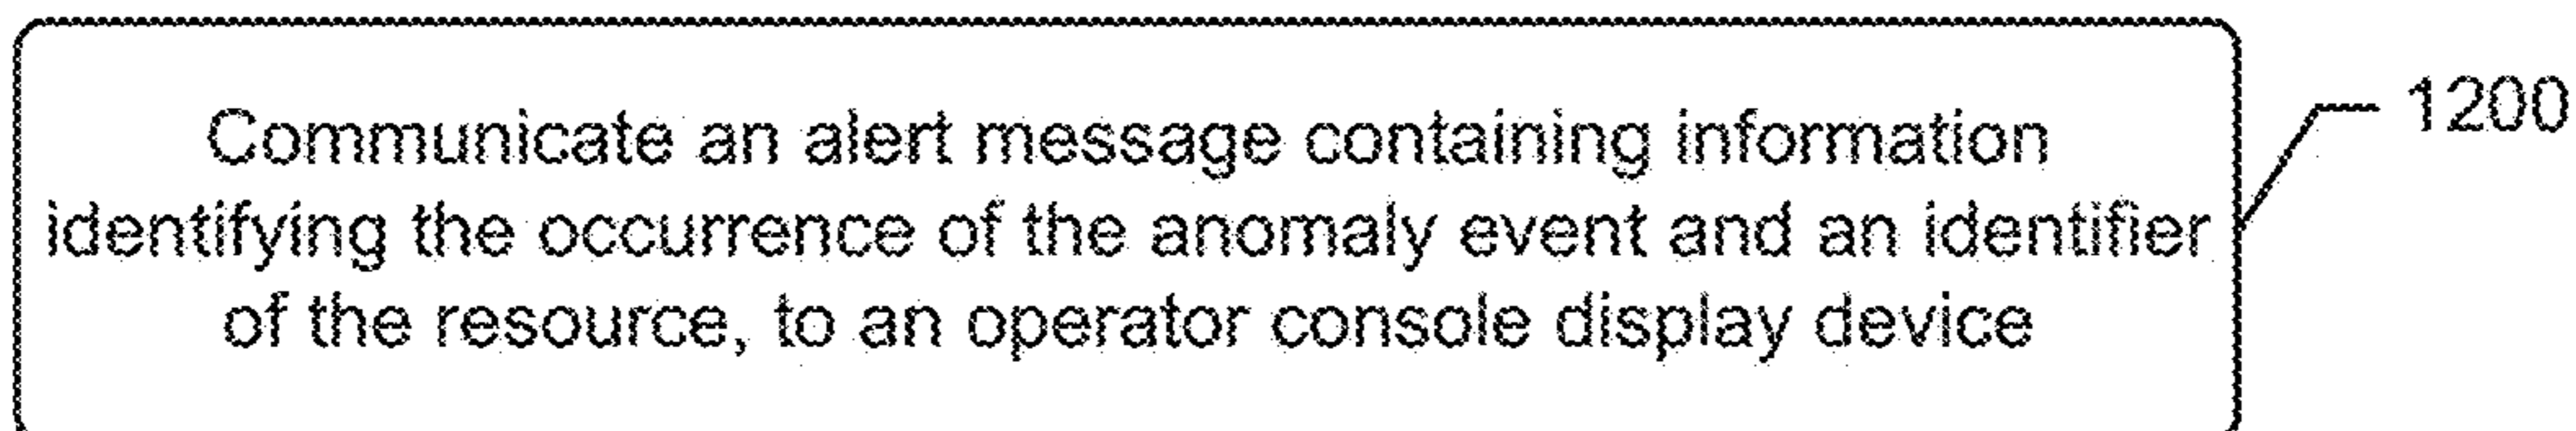 Communicate an alert message containing information
identifying the occurrence of the anomaly event and an identifier
of the resource, to an operator console display device
1200